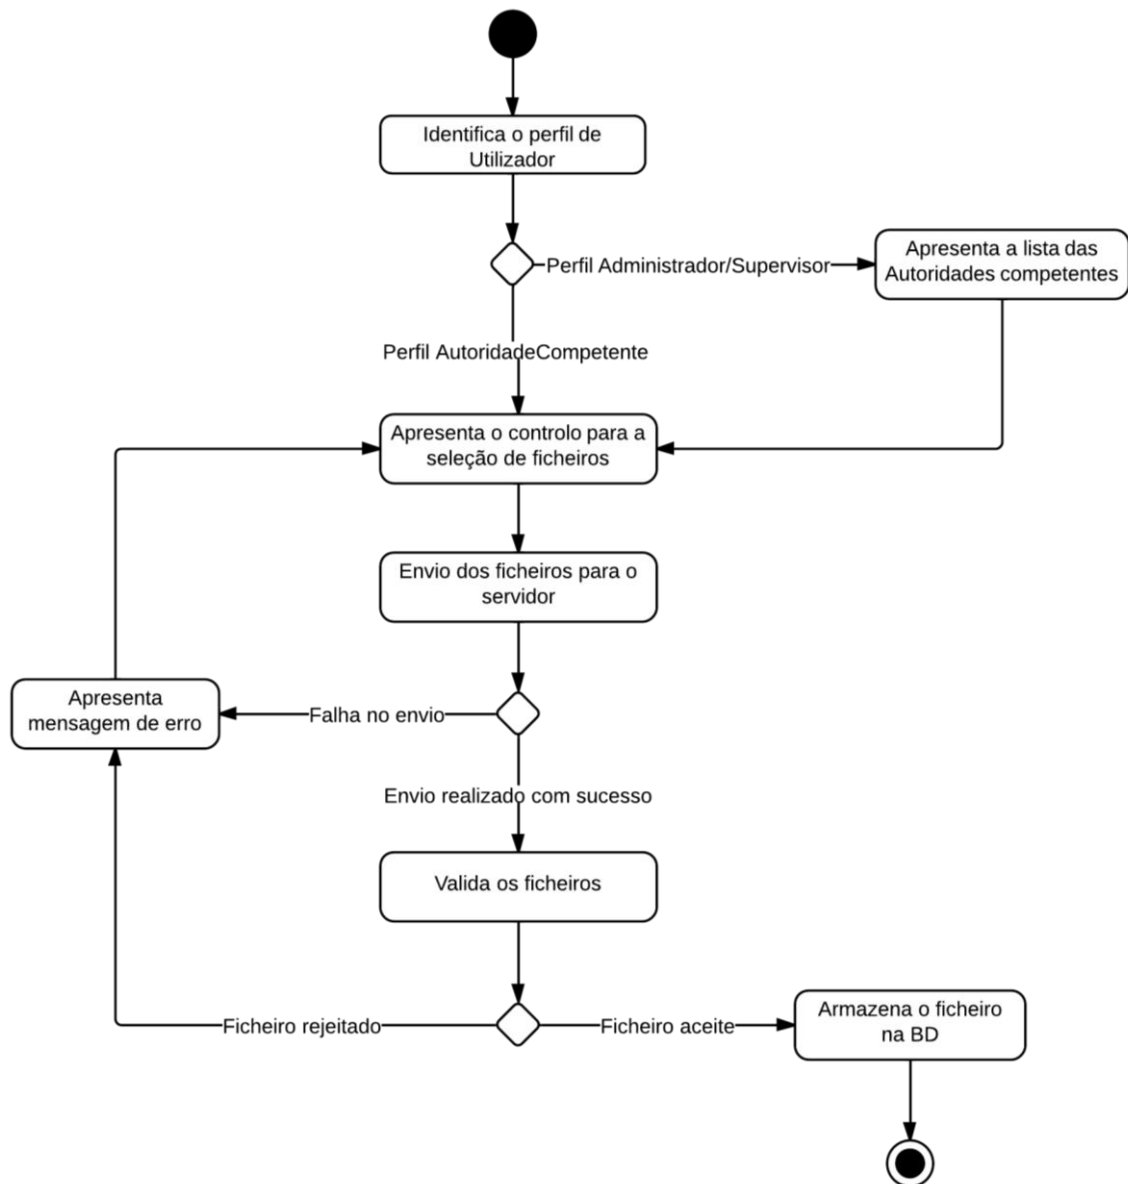 Identifica o perfil de
Utilizador
Perfil Administrador/Supervisor
Apresenta a lista das
Autoridades competentes
Perfil AutoridadeCompetente
Apresenta o controlo para a
seleção de ficheiros
Envio dos ficheiros para o
servidor
Apresenta
mensagem de erro
Falha no envio
Envio realizado com sucesso
Valida os ficheiros
Ficheiro rejeitado
Ficheiro aceite
Armazena o ficheiro
na BD